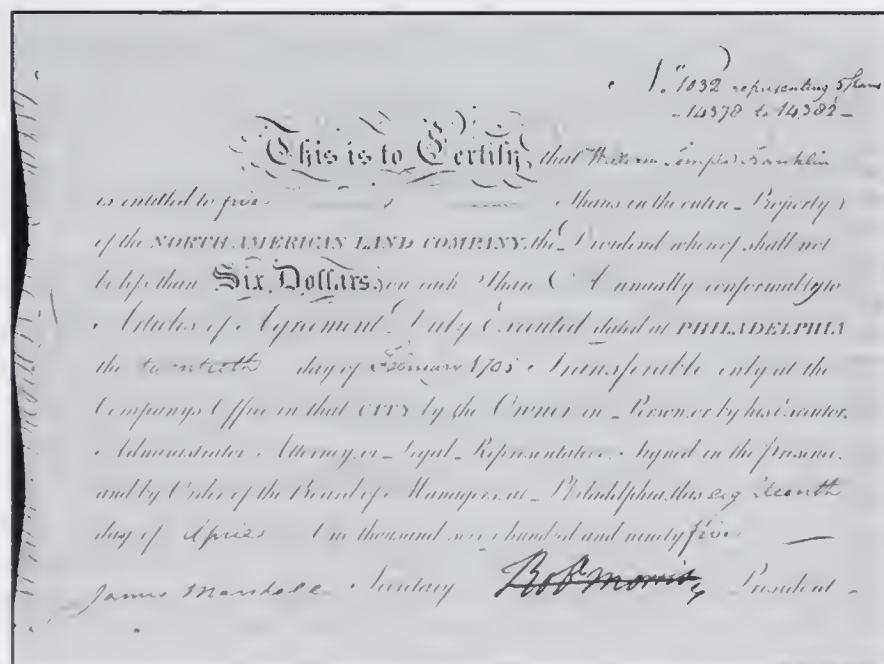 No. 1032 representing 5 Shares
14378 to 14382
This is to Certify, that William Temple Franklin
is entitled to five Shares in the entire Property
of the NORTH AMERICAN LAND COMPANY, the Dividend whereof shall not
be less than Six Dollars on each Share annually conformably to
Articles of Agreement Duly Executed dated at PHILADELPHIA
the twentieth day of February 1795 Transferable only at the
Companys Office in that CITY by the Owner in Person, or by his Executor,
Administrator, Attorney, or Legal Representative Signed in the presence
and by Order of the Board of Managers, at Philadelphia, this eighteenth
day of April One thousand seven hundred and ninety five
James Marshall Secretary Robt Morris President